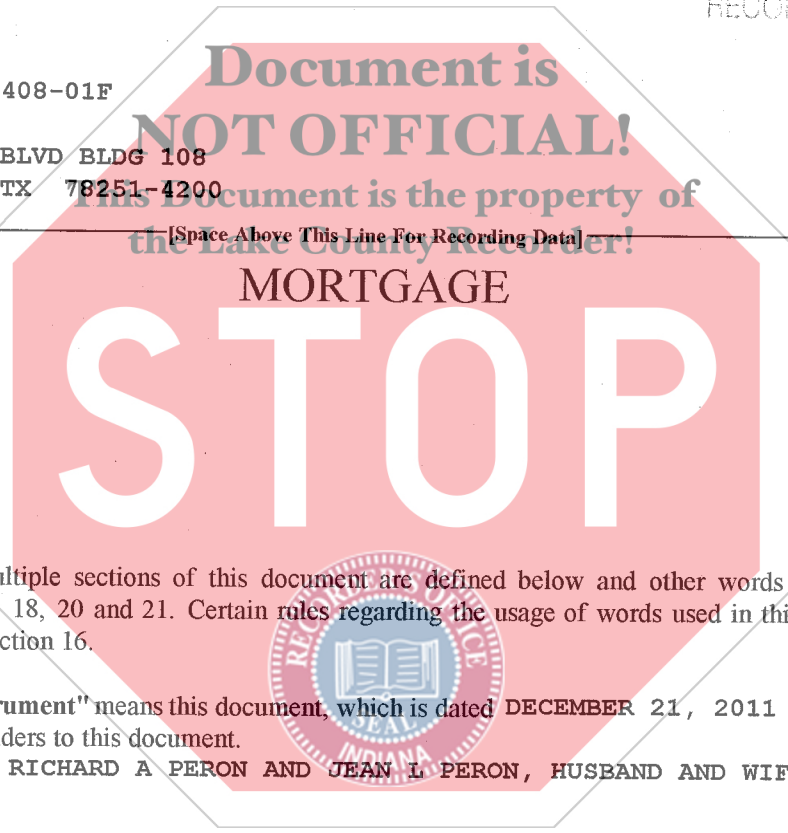 RECO
Document is
408-01F
NOT OFFICIAL!
BLVD BLDG 108
TX 78251-4200
This Document is the property of
[Space Above This Line For Recording Data]
the Lake County Recorder!
MORTGAGE
STOP
ultiple sections of this document are defined below and other words
18, 20 and 21. Certain rules regarding the usage of words used in thi
ction 16.
RECORDER'S OFFICE
SEAL
INDIANA
rument" means this document, which is dated DECEMBER 21, 2011
ders to this document.
RICHARD A PERON AND JEAN L PERON, HUSBAND AND WIF